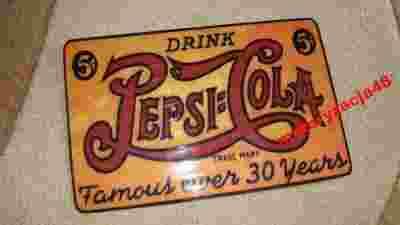 DRINK
5¢ 5¢
PEPSI=COLA
TRADE MARK
Famous over 30 Years